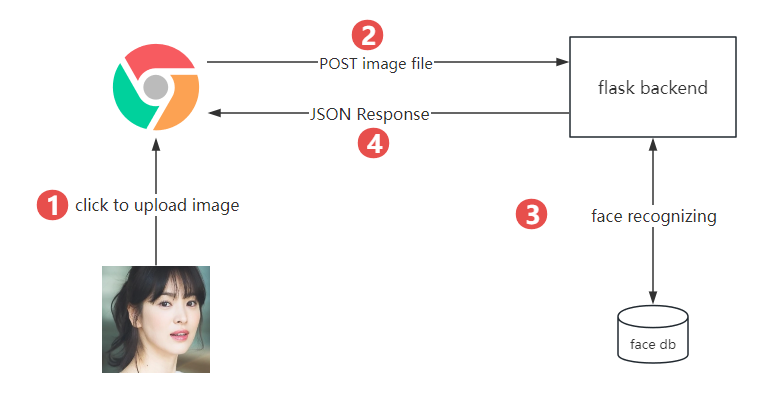 2
POST image file
flask backend
JSON Response
4
1
click to upload image
3
face recognizing
face db